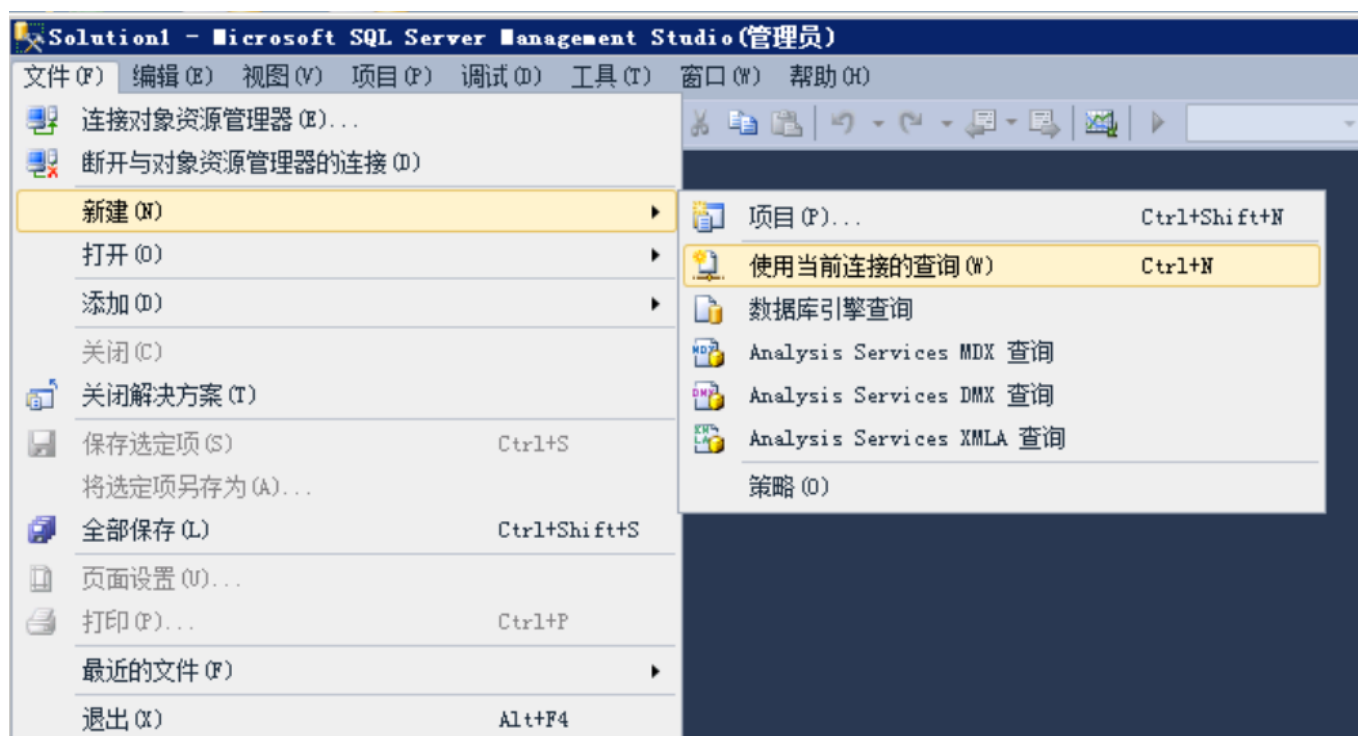 Solution1 - Microsoft SQL Server Management Studio(管理员)
文件(F) 编辑(E) 视图(V) 项目(P) 调试(D) 工具(T) 窗口(W) 帮助(H)
连接对象资源管理器(E)...
断开与对象资源管理器的连接(D)
新建(N)
打开(O)
添加(D)
关闭(C)
关闭解决方案(T)
保存选定项(S) Ctrl+S
将选定项另存为(A)...
全部保存(L) Ctrl+Shift+S
页面设置(U)...
打印(P)... Ctrl+P
最近的文件(F)
退出(X) Alt+F4
项目(P)... Ctrl+Shift+N
使用当前连接的查询(W) Ctrl+N
数据库引擎查询
Analysis Services MDX 查询
Analysis Services DMX 查询
Analysis Services XMLA 查询
策略(O)